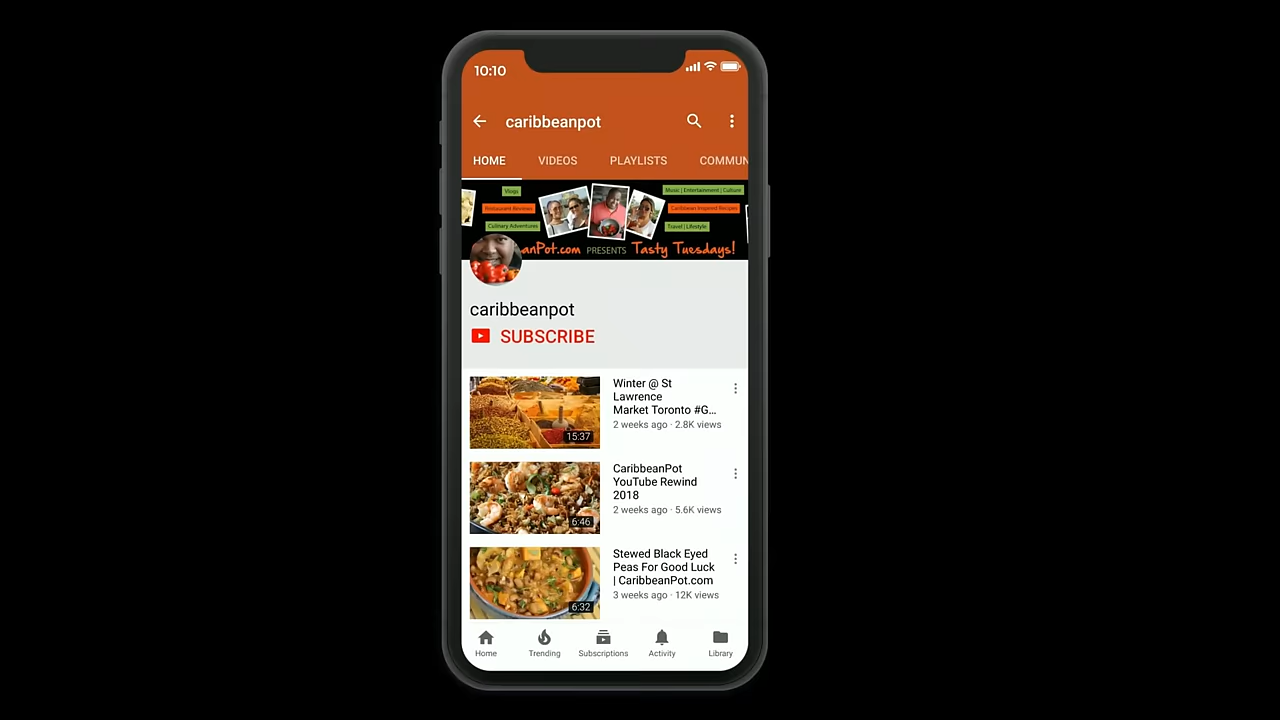 10:10
caribbeanpot
HOME VIDEOS PLAYLISTS COMMUN
Vlogs
Music | Entertainment | Culture
Restaurant Reviews
Caribbean Inspired Recipes
Culinary Adventures
Travel | Lifestyle
anPot.com PRESENTS Tasty Tuesdays!
caribbeanpot
SUBSCRIBE
Winter @ St
Lawrence
Market Toronto #G...
2 weeks ago · 2.8K views
15:37
CaribbeanPot
YouTube Rewind
2018
2 weeks ago · 5.6K views
6:46
Stewed Black Eyed
Peas For Good Luck
| CaribbeanPot.com
3 weeks ago · 12K views
6:32
Home Trending Subscriptions Activity Library